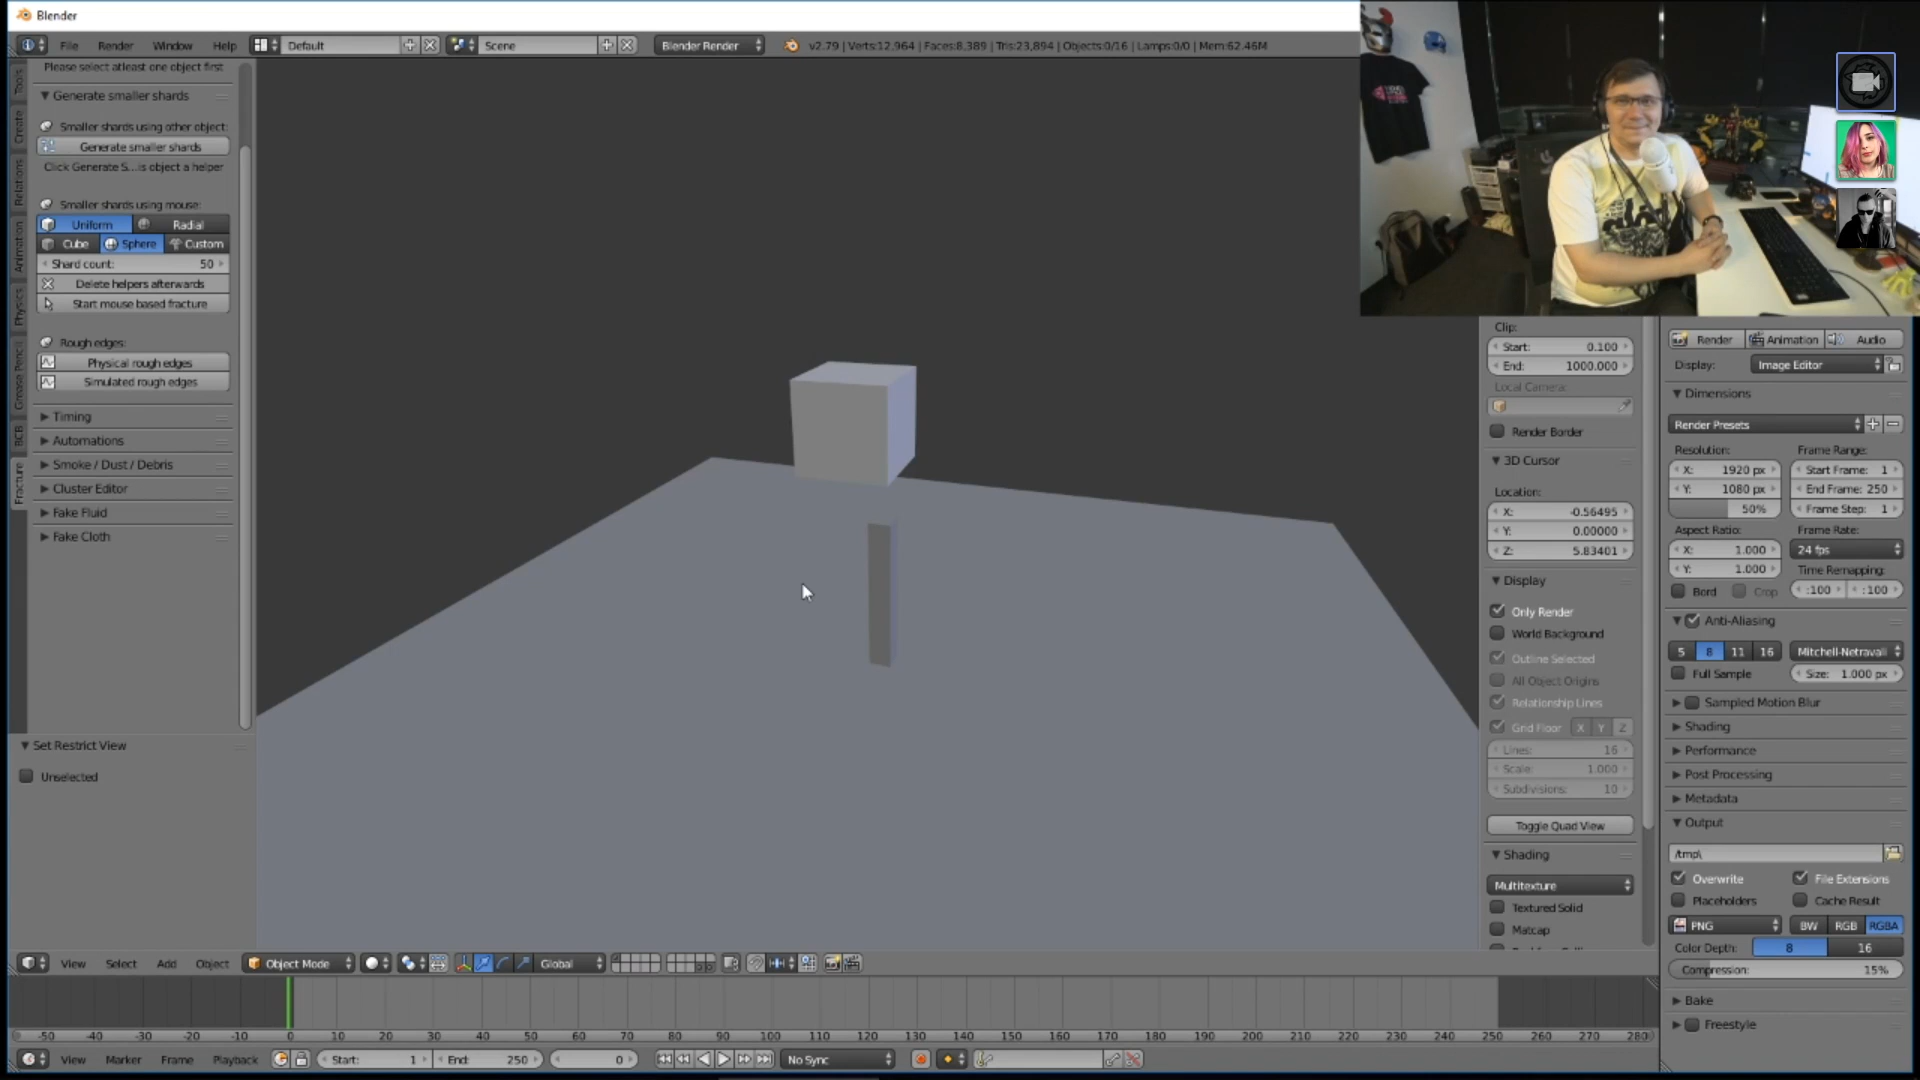 Blender
File Render Window Help Default Scene Blender Render v2.79 | Verts:12,964 | Faces:8,389 | Tris:23,894 | Objects:0/16 | Lamps:0/0 | Mem:62.46M
Please select atleast one object first
Generate smaller shards
Smaller shards using other object:
Generate smaller shards
Click Generate S...is object a helper
Smaller shards using mouse:
Uniform Radial
Cube Sphere Custom
Shard count: 50
Delete helpers afterwards
Start mouse based fracture
Rough edges:
Physical rough edges
Simulated rough edges
Timing
Automations
Smoke / Dust / Debris
Cluster Editor
Fake Fluid
Fake Cloth
Tools
Create
Relations
Animation
Physics
Grease Pencil
BCB
Fracture
Set Restrict View
Unselected
Clip:
Start: 0.100
End: 1000.000
Local Camera:
Render Border
3D Cursor
Location:
X: -0.56495
Y: 0.00000
Z: 5.83401
Display
Only Render
World Background
Outline Selected
All Object Origins
Relationship Lines
Grid Floor X Y Z
Lines: 16
Scale: 1.000
Subdivisions: 10
Toggle Quad View
Shading
Multitexture
Textured Solid
Matcap
Render Animation Audio
Display: Image Editor
Dimensions
Render Presets
Resolution: Frame Range:
X: 1920 px Start Frame: 1
Y: 1080 px End Frame: 250
50% Frame Step: 1
Aspect Ratio: Frame Rate:
X: 1.000 24 fps
Y: 1.000 Time Remapping:
Bord Crop :100 :100
Anti-Aliasing
5 8 11 16 Mitchell-Netravali
Full Sample Size: 1.000 px
Sampled Motion Blur
Shading
Performance
Post Processing
Metadata
Output
/tmp\
Overwrite File Extensions
Placeholders Cache Result
PNG BW RGB RGBA
Color Depth: 8 16
Compression: 15%
Bake
Freestyle
View Select Add Object Object Mode Global
-50 -40 -30 -20 -10 0 10 20 30 40 50 60 70 80 90 100 110 120 130 140 150 160 170 180 190 200 210 220 230 240 250 260 270 280
View Marker Frame Playback Start: 1 End: 250 0 No Sync